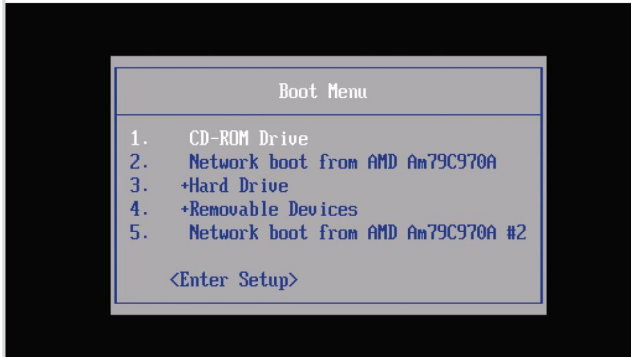 Boot Menu
1. CD-ROM Drive
2. Network boot from AMD Am79C970A
3. +Hard Drive
4. +Removable Devices
5. Network boot from AMD Am79C970A #2
<Enter Setup>